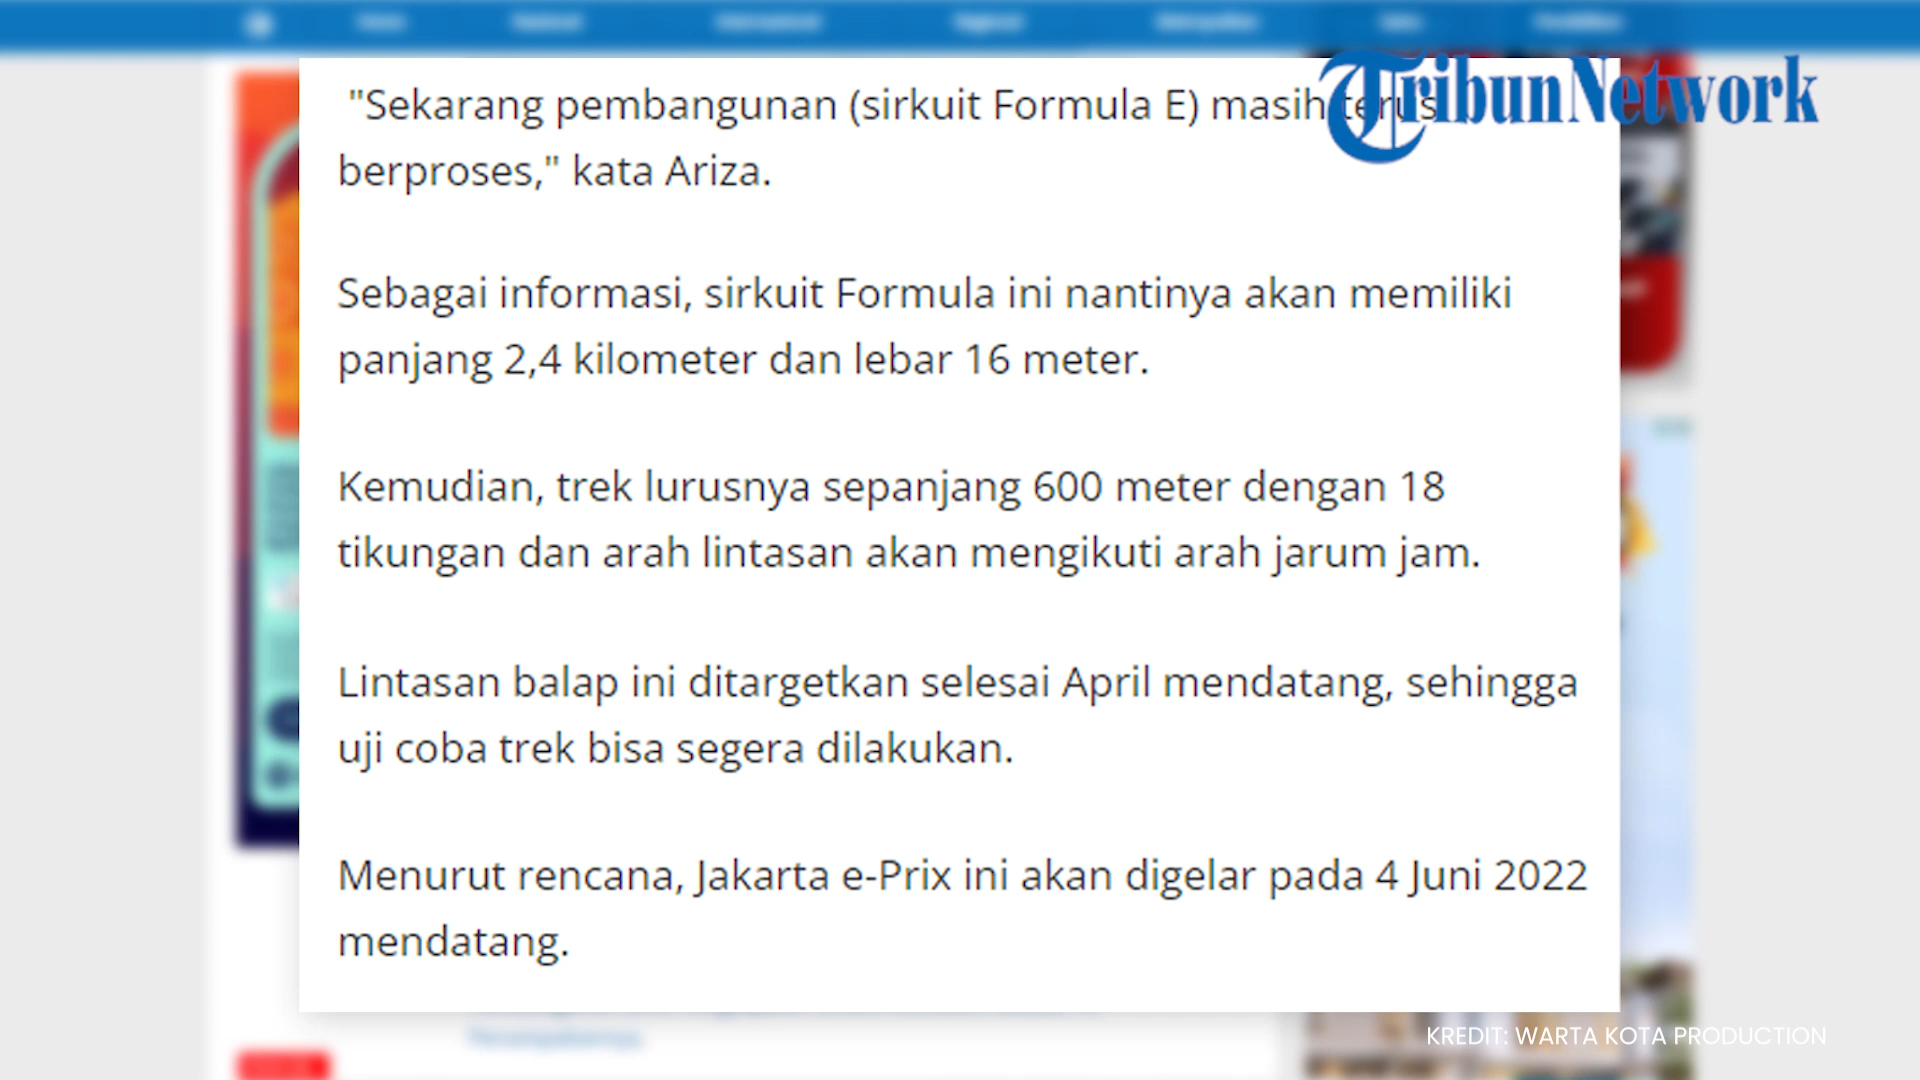 TribunNetwork
"Sekarang pembangunan (sirkuit Formula E) masih terus
berproses," kata Ariza.
Sebagai informasi, sirkuit Formula ini nantinya akan memiliki
panjang 2,4 kilometer dan lebar 16 meter.
Kemudian, trek lurusnya sepanjang 600 meter dengan 18
tikungan dan arah lintasan akan mengikuti arah jarum jam.
Lintasan balap ini ditargetkan selesai April mendatang, sehingga
uji coba trek bisa segera dilakukan.
Menurut rencana, Jakarta e-Prix ini akan digelar pada 4 Juni 2022
mendatang.
KREDIT: WARTA KOTA PRODUCTION